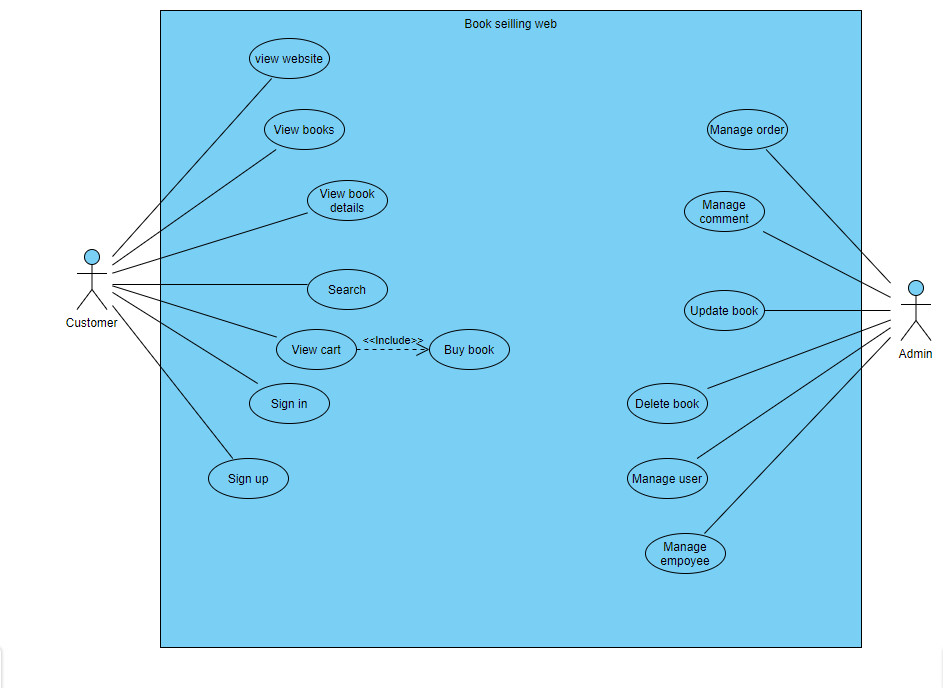 Book seilling web
view website
View books
Manage order
View book
details
Manage
comment
Search
Customer
Update book
View cart
<<Include>>
Buy book
Admin
Sign in
Delete book
Sign up
Manage user
Manage
empoyee